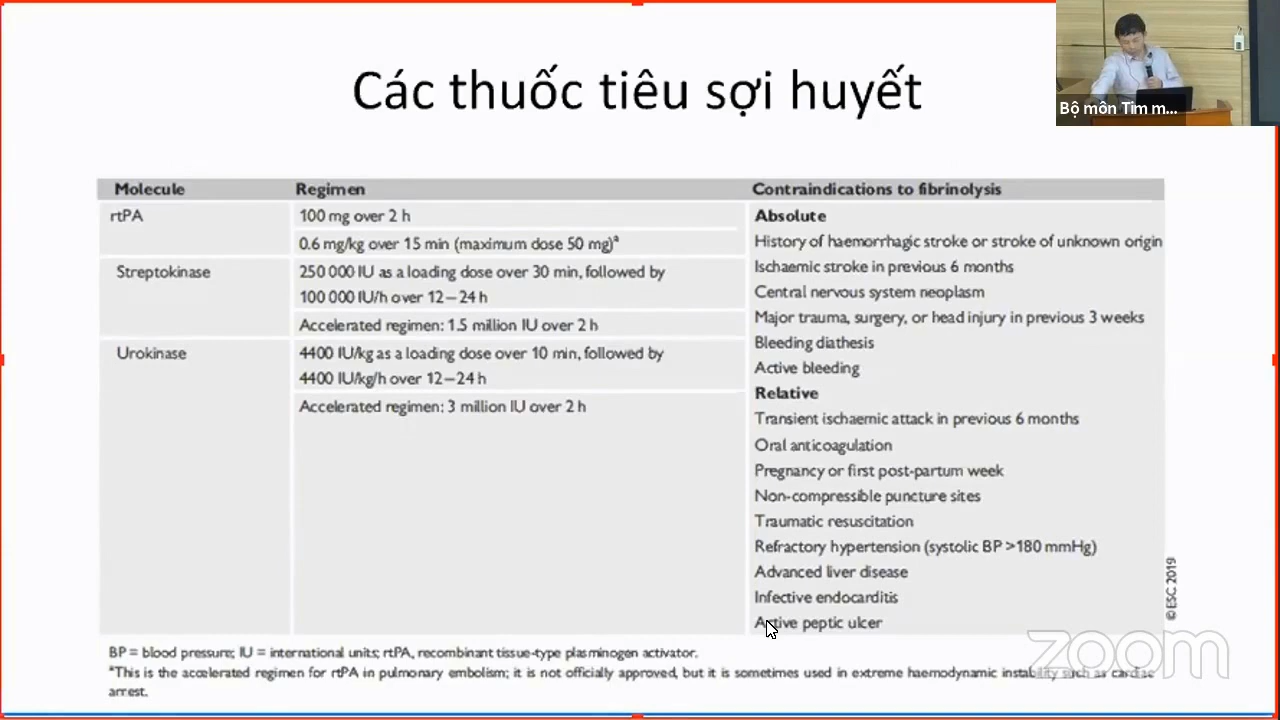 Các thuốc tiêu sợi huyết
Bộ môn Tim m...
Molecule
Regimen
Contraindications to fibrinolysis
rtPA
100 mg over 2 h
0.6 mg/kg over 15 min (maximum dose 50 mg)ᵃ
Streptokinase
250 000 IU as a loading dose over 30 min, followed by
100 000 IU/h over 12–24 h
Accelerated regimen: 1.5 million IU over 2 h
Urokinase
4400 IU/kg as a loading dose over 10 min, followed by
4400 IU/kg/h over 12–24 h
Accelerated regimen: 3 million IU over 2 h
Absolute
History of haemorrhagic stroke or stroke of unknown origin
Ischaemic stroke in previous 6 months
Central nervous system neoplasm
Major trauma, surgery, or head injury in previous 3 weeks
Bleeding diathesis
Active bleeding
Relative
Transient ischaemic attack in previous 6 months
Oral anticoagulation
Pregnancy or first post-partum week
Non-compressible puncture sites
Traumatic resuscitation
Refractory hypertension (systolic BP >180 mmHg)
Advanced liver disease
Infective endocarditis
Active peptic ulcer
©ESC 2019
BP = blood pressure; IU = international units; rtPA, recombinant tissue-type plasminogen activator.
ᵃThis is the accelerated regimen for rtPA in pulmonary embolism; it is not officially approved, but it is sometimes used in extreme haemodynamic instability such as cardiac
arrest.
zoom